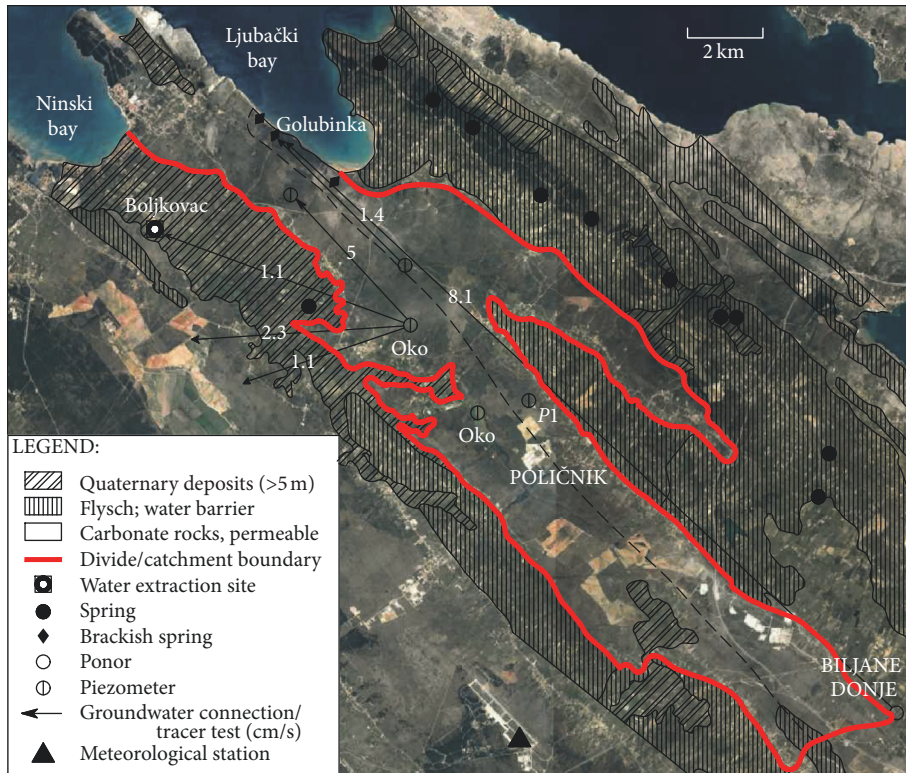 Ljubački
bay
2 km
Ninski
bay
Golubinka
Boljkovac
1.4
5
1.1
8.1
2.3
Oko
1.1
P1
Oko
POLIČNIK
BILJANE
DONJE
LEGEND:
Quaternary deposits (>5 m)
Flysch; water barrier
Carbonate rocks, permeable
Divide/catchment boundary
Water extraction site
Spring
Brackish spring
Ponor
Piezometer
Groundwater connection/
tracer test (cm/s)
Meteorological station